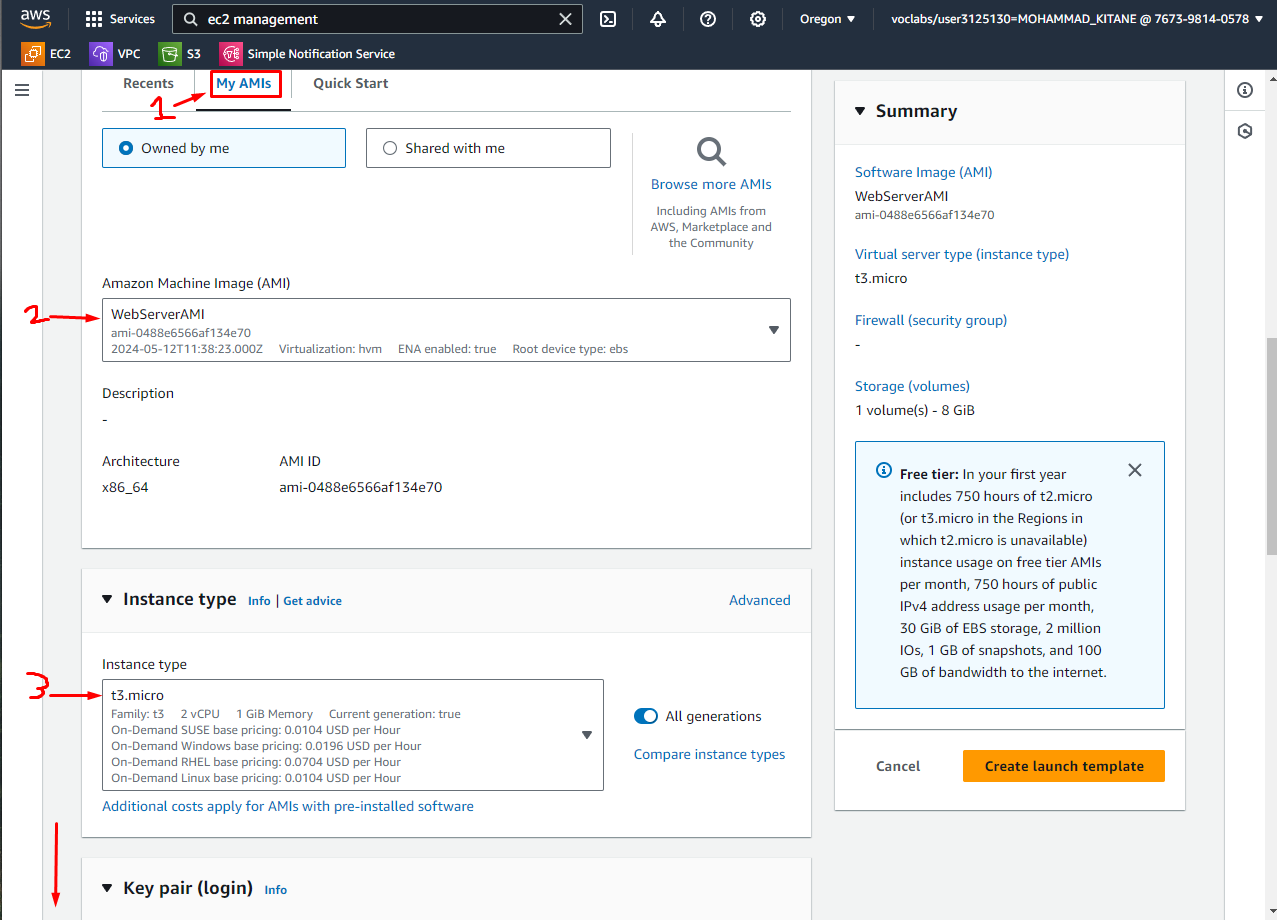 aws
Services
ec2 management
Oregon
voclabs/user3125130=MOHAMMAD_KITANE @ 7673-9814-0578
EC2
VPC
S3
Simple Notification Service
Recents
My AMIs
Quick Start
1
Owned by me
Shared with me
Browse more AMIs
Including AMIs from
AWS, Marketplace and
the Community
Amazon Machine Image (AMI)
2
WebServerAMI
ami-0488e6566af134e70
2024-05-12T11:38:23.000Z Virtualization: hvm ENA enabled: true Root device type: ebs
Description
-
Architecture
AMI ID
x86_64
ami-0488e6566af134e70
Instance type Info | Get advice
Advanced
Instance type
3
t3.micro
Family: t3 2 vCPU 1 GiB Memory Current generation: true
On-Demand SUSE base pricing: 0.0104 USD per Hour
On-Demand Windows base pricing: 0.0196 USD per Hour
On-Demand RHEL base pricing: 0.0704 USD per Hour
On-Demand Linux base pricing: 0.0104 USD per Hour
All generations
Compare instance types
Additional costs apply for AMIs with pre-installed software
Key pair (login) Info
Summary
Software Image (AMI)
WebServerAMI
ami-0488e6566af134e70
Virtual server type (instance type)
t3.micro
Firewall (security group)
-
Storage (volumes)
1 volume(s) - 8 GiB
Free tier: In your first year
includes 750 hours of t2.micro
(or t3.micro in the Regions in
which t2.micro is unavailable)
instance usage on free tier AMIs
per month, 750 hours of public
IPv4 address usage per month,
30 GiB of EBS storage, 2 million
IOs, 1 GB of snapshots, and 100
GB of bandwidth to the internet.
Cancel
Create launch template